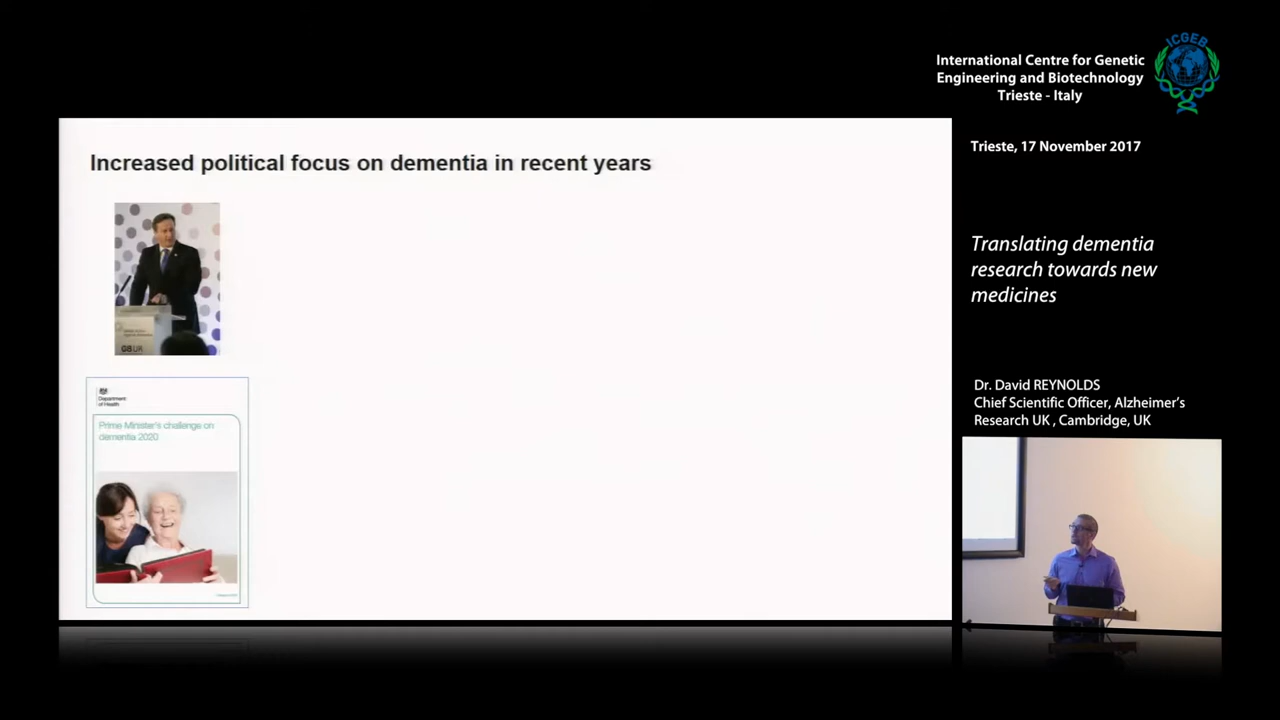 ICGEB
International Centre for Genetic
Engineering and Biotechnology
Trieste - Italy
Trieste, 17 November 2017
Increased political focus on dementia in recent years
Translating dementia
research towards new
medicines
G8 UK
Department
of Health
Prime Minister's challenge on
dementia 2020
Dr. David REYNOLDS
Chief Scientific Officer, Alzheimer's
Research UK , Cambridge, UK